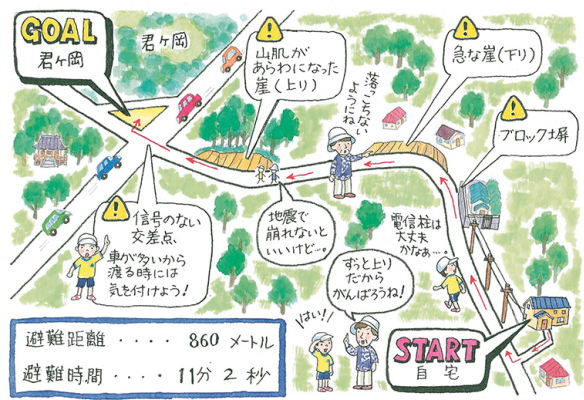 GOAL
君ヶ岡
君ヶ岡
山肌が
あらわになった
崖(上り)
急な崖(下り)
落っこちない
ようにね
ブロック塀
信号のない
交差点
車が多いから
渡る時には
気を付けよう!
地震で
崩れないと
いいけど…。
電信柱は
大丈夫
かなぁ…。
ずっと上り
だから
がんばろうね!
はい!!
START
自宅
避難距離・・・・860メートル
避難時間・・・・11分2秒